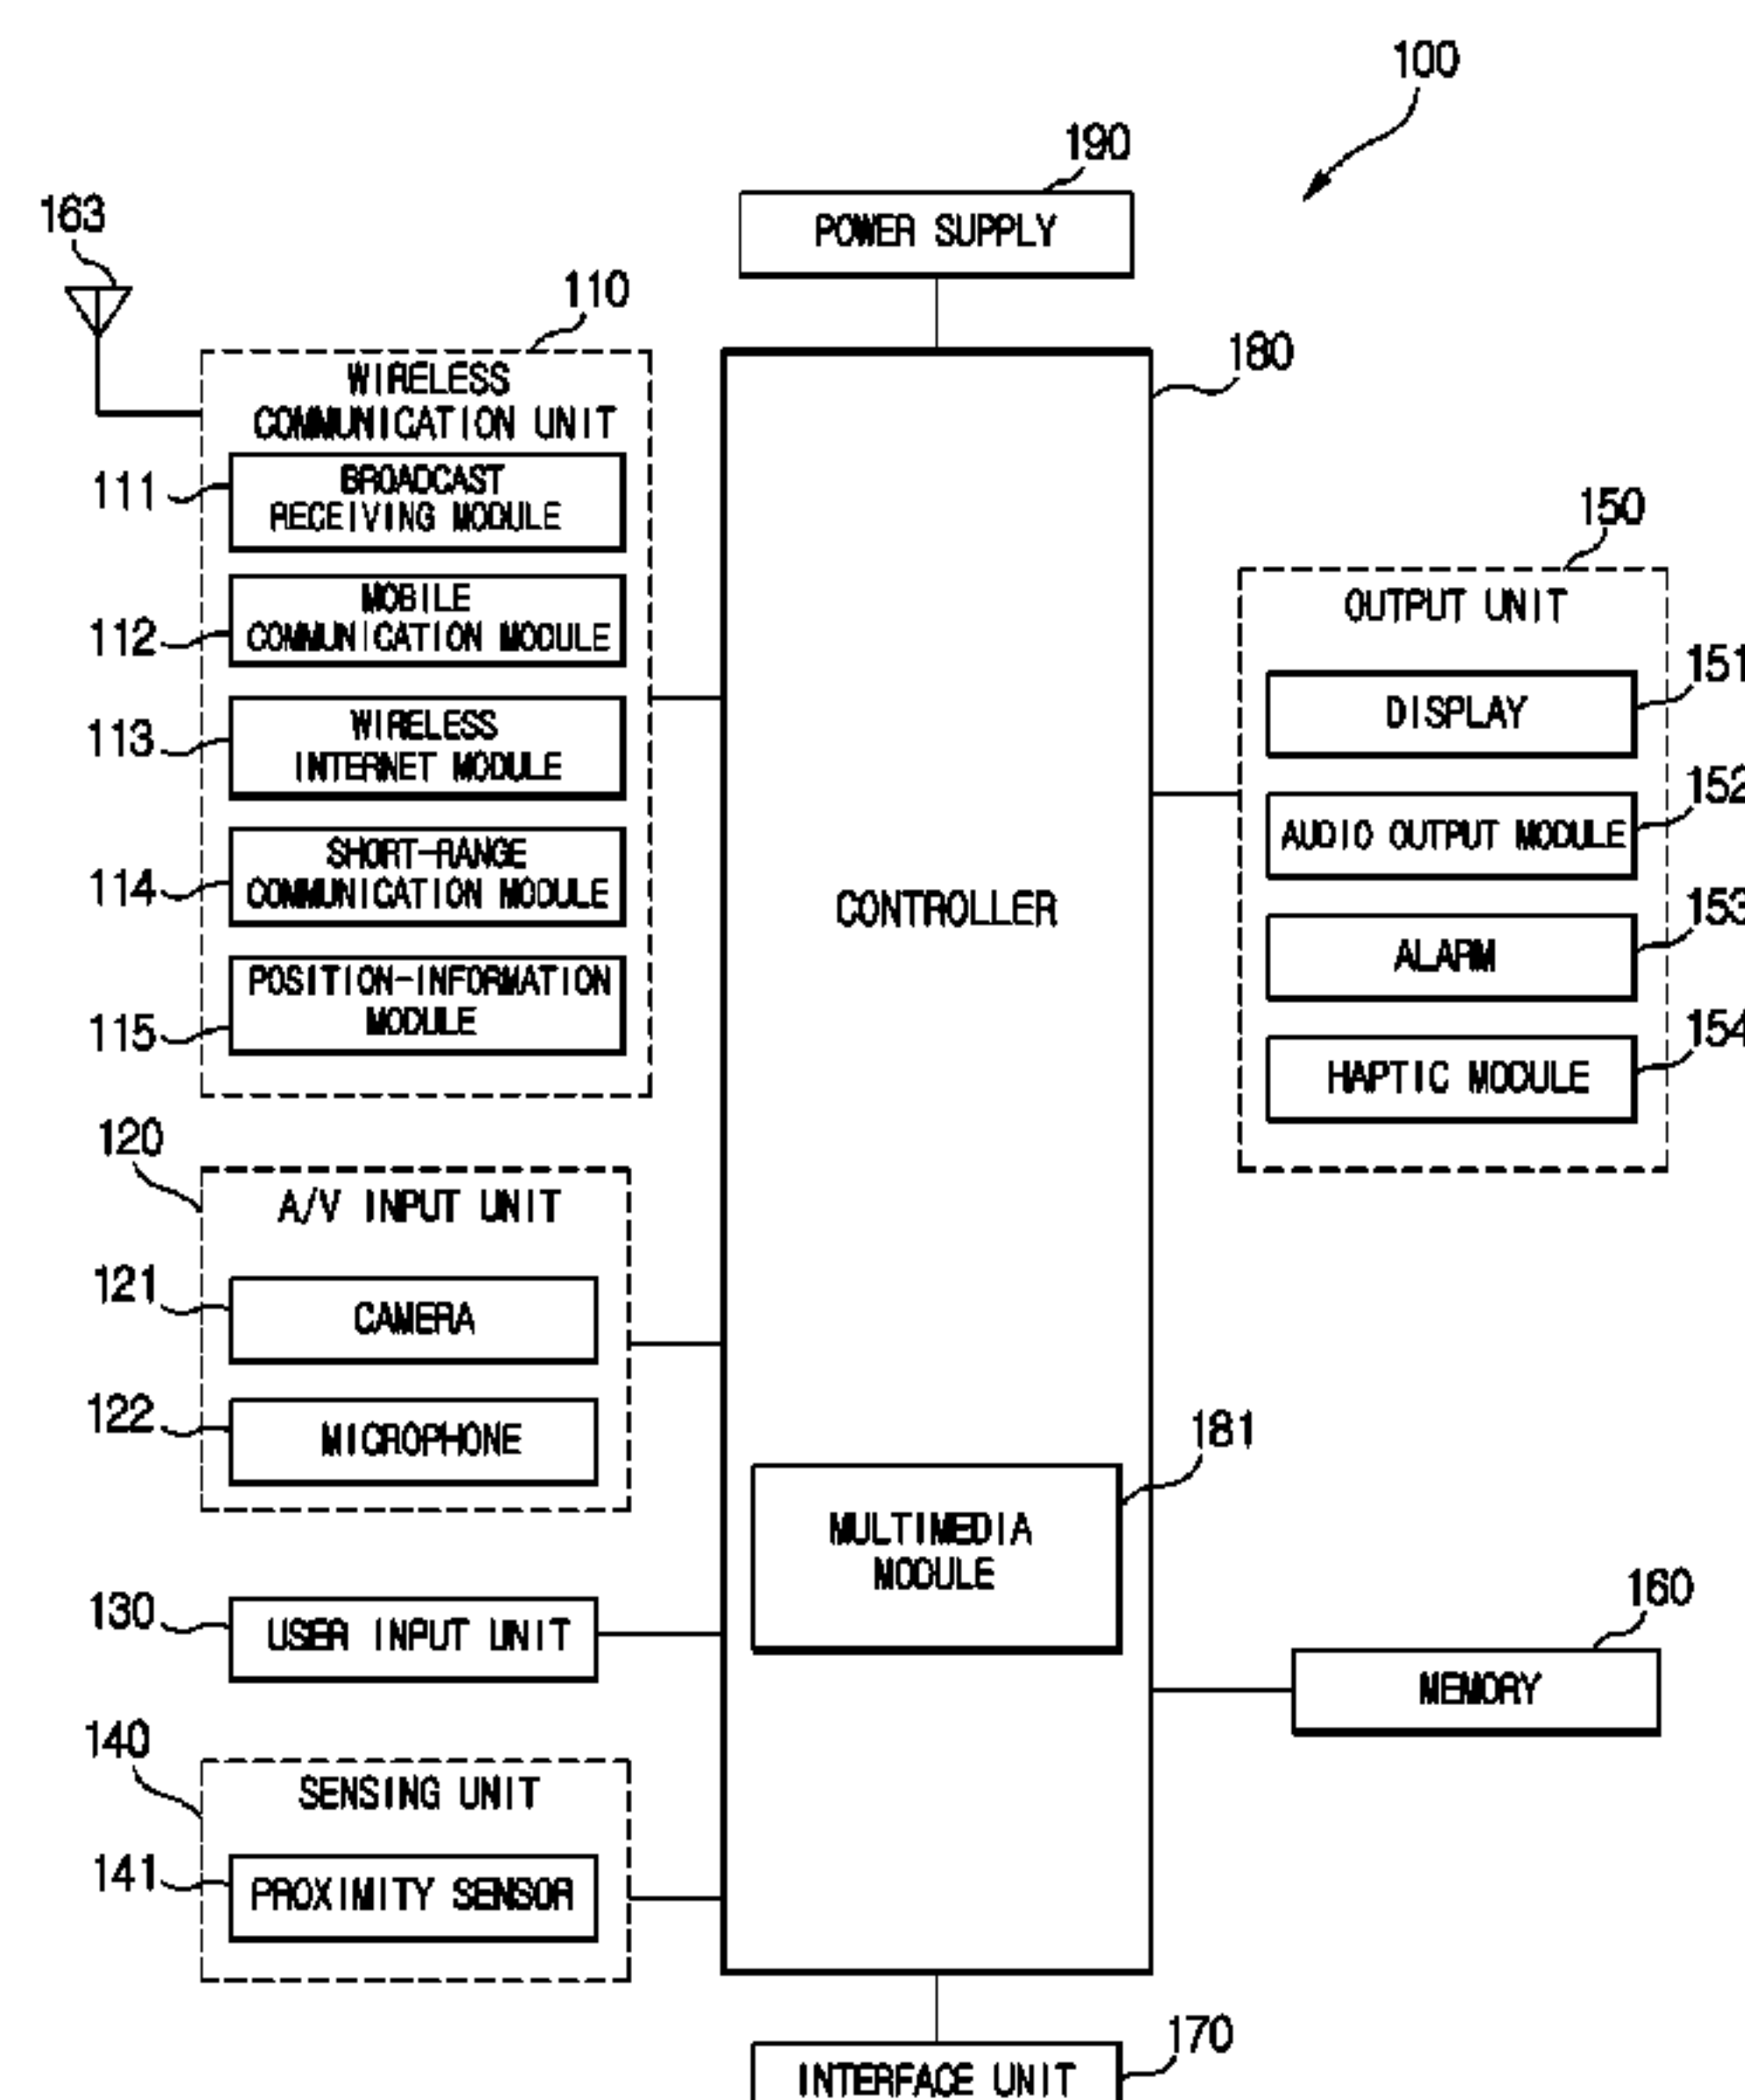 100
190
POWER SUPPLY
163
110
180
WIRELESS
COMMUNICATION UNIT
111
BROADCAST
RECEIVING MODULE
112
MOBILE
COMMUNICATION MODULE
113
WIRELESS
INTERNET MODULE
114
SHORT-RANGE
COMMUNICATION MODULE
115
POSITION-INFORMATION
MODULE
120
A/V INPUT UNIT
121
CAMERA
122
MICROPHONE
130
USER INPUT UNIT
140
SENSING UNIT
141
PROXIMITY SENSOR
CONTROLLER
181
MULTIMEDIA
MODULE
150
OUTPUT UNIT
151
DISPLAY
152
AUDIO OUTPUT MODULE
153
ALARM
154
HAPTIC MODULE
160
MEMORY
170
INTERFACE UNIT